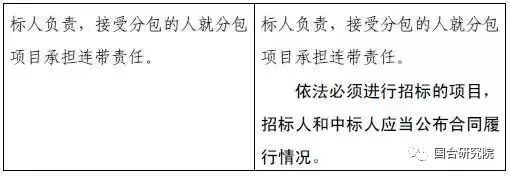 标人负责，接受分包的人就分包
项目承担连带责任。
标人负责，接受分包的人就分包
项目承担连带责任。
依法必须进行招标的项目，
招标人和中标人应当公布合同履
行情况。
国合研究院